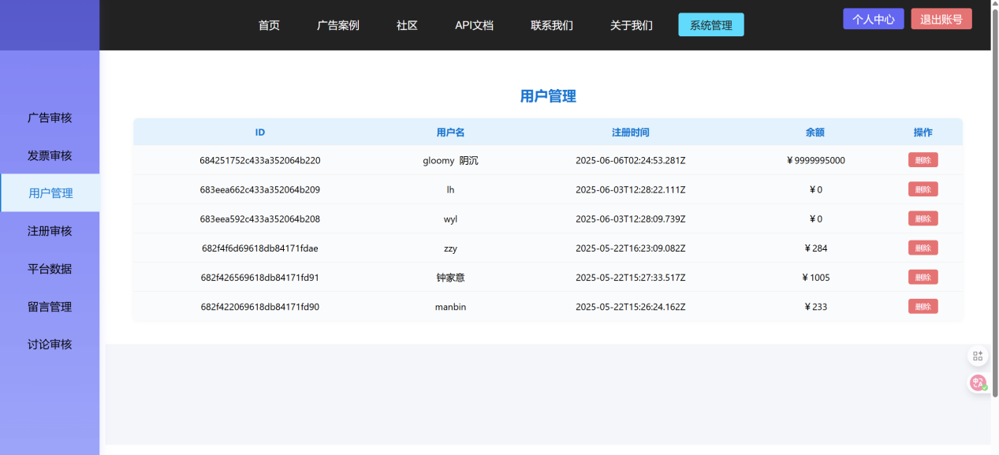 首页 广告案例 社区 API文档 联系我们 关于我们 系统管理 个人中心 退出账号
广告审核
发票审核
用户管理
注册审核
平台数据
留言管理
讨论审核
用户管理
ID 用户名 注册时间 余额 操作
684251752c433a352064b220 gloomy 阴沉 2025-06-06T02:24:53.281Z ￥9999995000 删除
683eea662c433a352064b209 lh 2025-06-03T12:28:22.111Z ￥0 删除
683eea592c433a352064b208 wyl 2025-06-03T12:28:09.739Z ￥0 删除
682f4f6d69618db84171fdae zzy 2025-05-22T16:23:09.082Z ￥284 删除
682f426569618db84171fd91 钟家意 2025-05-22T15:27:33.517Z ￥1005 删除
682f422069618db84171fd90 manbin 2025-05-22T15:26:24.162Z ￥233 删除